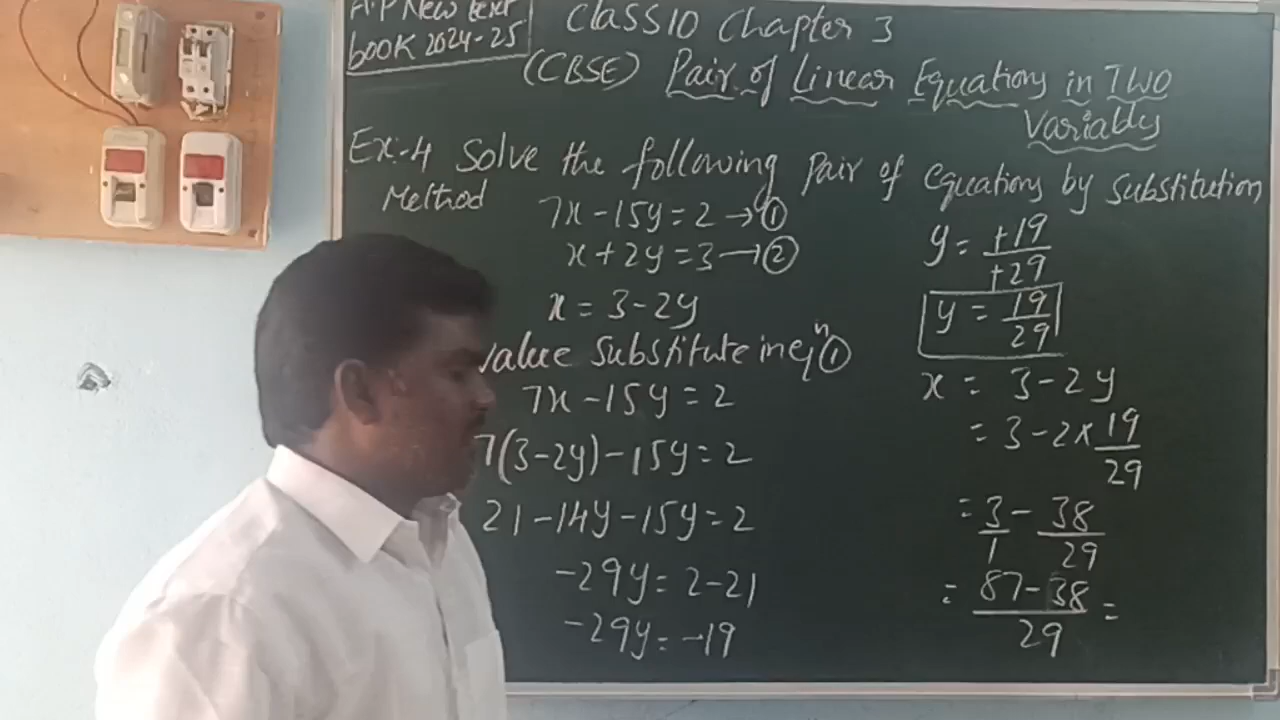 A.P New text
book 2024-25
Class 10 Chapter 3
(CBSE) Pair of Linear Equations in TWO
Variables
Ex:-4 Solve the following pair of equations by substitution
Method
7x - 15y = 2 → ①
x + 2y = 3 → ②
x = 3 - 2y
value substitute in eqⁿ ①
7x - 15y = 2
7(3-2y) - 15y = 2
21 - 14y - 15y = 2
-29y = 2 - 21
-29y = -19
y = +19/+29
y = 19/29
x = 3 - 2y
= 3 - 2 × 19/29
= 3/1 - 38/29
= 87 - 38/29 =